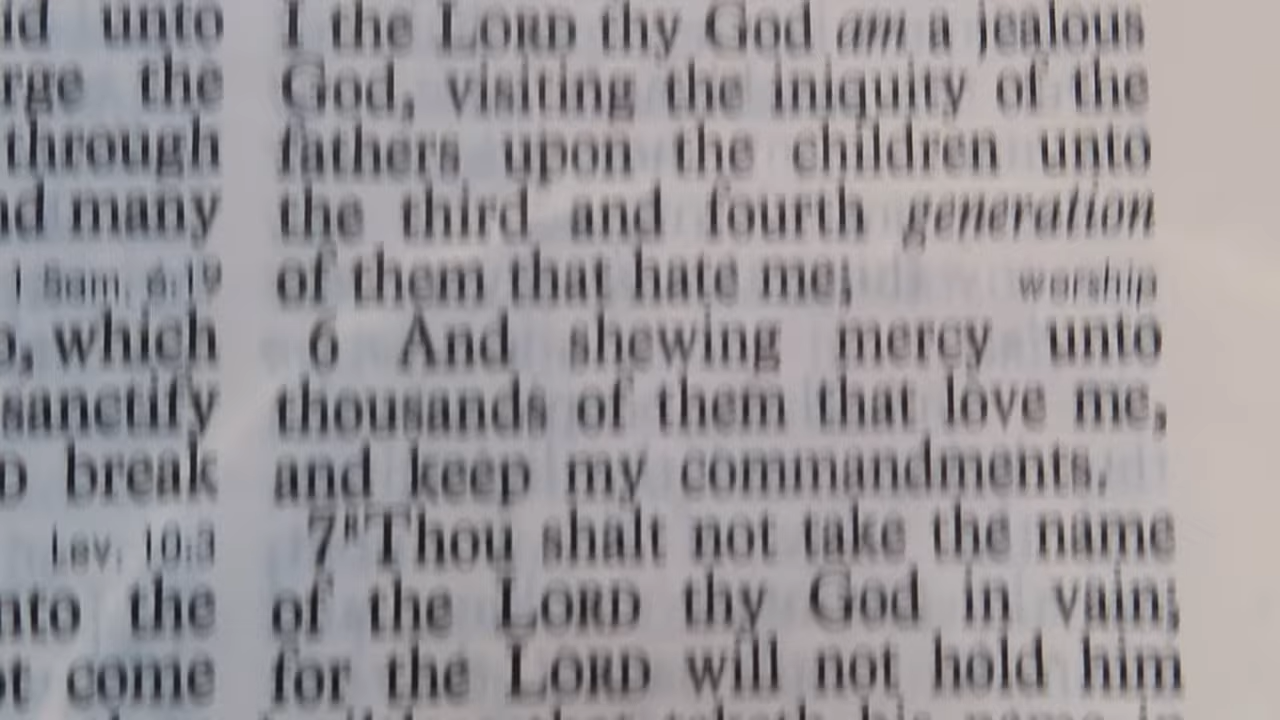 unto
the
through
many
1 Sam. 6:19
which
sanctify
break
Lev. 10:3
the
come
I the LORD thy God am a jealous
God, visiting the iniquity of the
fathers upon the children unto
the third and fourth generation
of them that hate me; worship
6 And shewing mercy unto
thousands of them that love me,
and keep my commandments.
7 RThou shalt not take the name
of the LORD thy God in vain;
for the LORD will not hold him